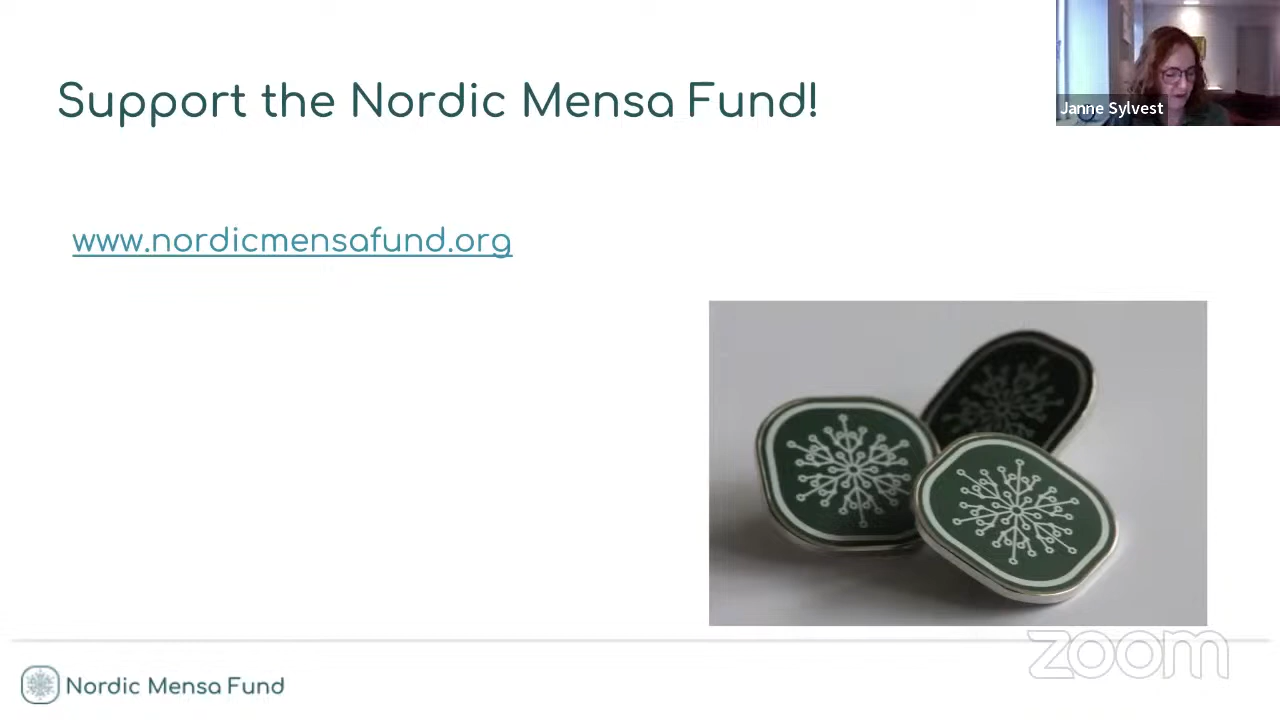 Support the Nordic Mensa Fund!
Janne Sylvest
www.nordicmensafund.org
zoom
Nordic Mensa Fund